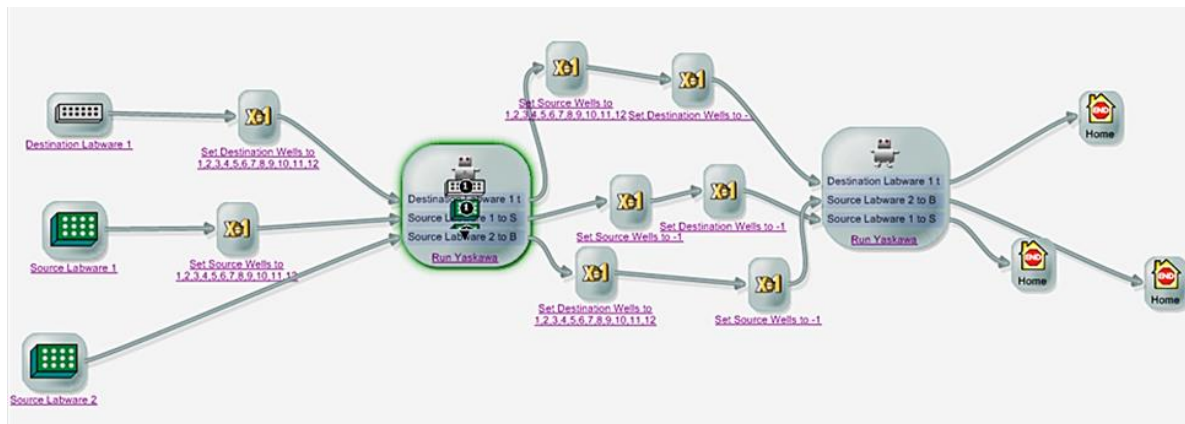 Destination Labware 1
Set Destination Wells to
1,2,3,4,5,6,7,8,9,10,11,12
Source Labware 1
Set Source Wells to
1,2,3,4,5,6,7,8,9,10,11,12
Source Labware 2
Source Labware 1 to S
Source Labware 2 to B
Run Yaskawa
Set Source Wells to
1,2,3,4,5,6,7,8,9,10,11,12
Set Destination Wells to -
Set Source Wells to -1
Set Destination Wells to -1
Set Destination Wells to
1,2,3,4,5,6,7,8,9,10,11,12
Set Source Wells to -1
Destination Labware 1 t
Source Labware 2 to B
Source Labware 1 to S
Run Yaskawa
END
Home
END
Home
END
Home